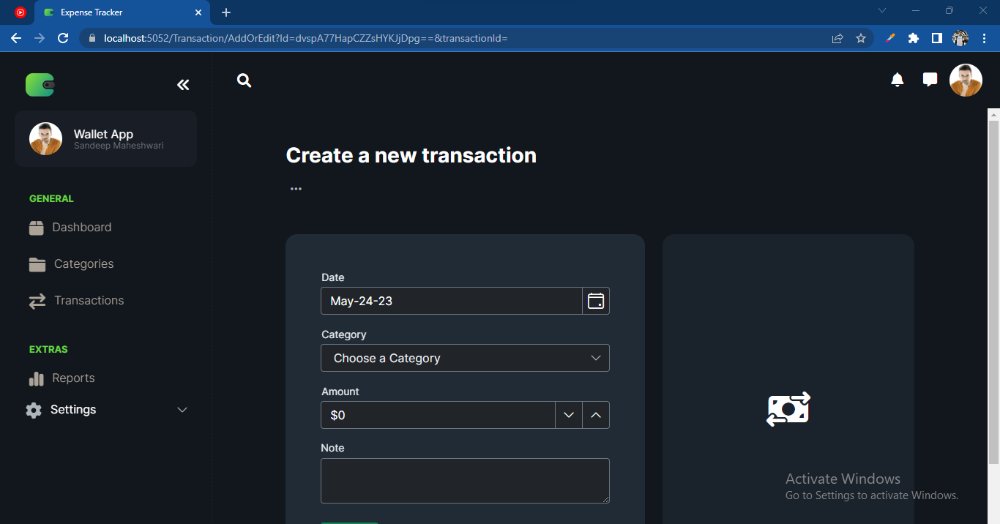 Expense Tracker
localhost:5052/Transaction/AddOrEdit?Id=dvspA77HapCZZsHYKJjDpg==&transactionId=
Wallet App
Sandeep Maheshwari
GENERAL
Dashboard
Categories
Transactions
EXTRAS
Reports
Settings
Create a new transaction
Date
May-24-23
Category
Choose a Category
Amount
$0
Note
Activate Windows
Go to Settings to activate Windows.